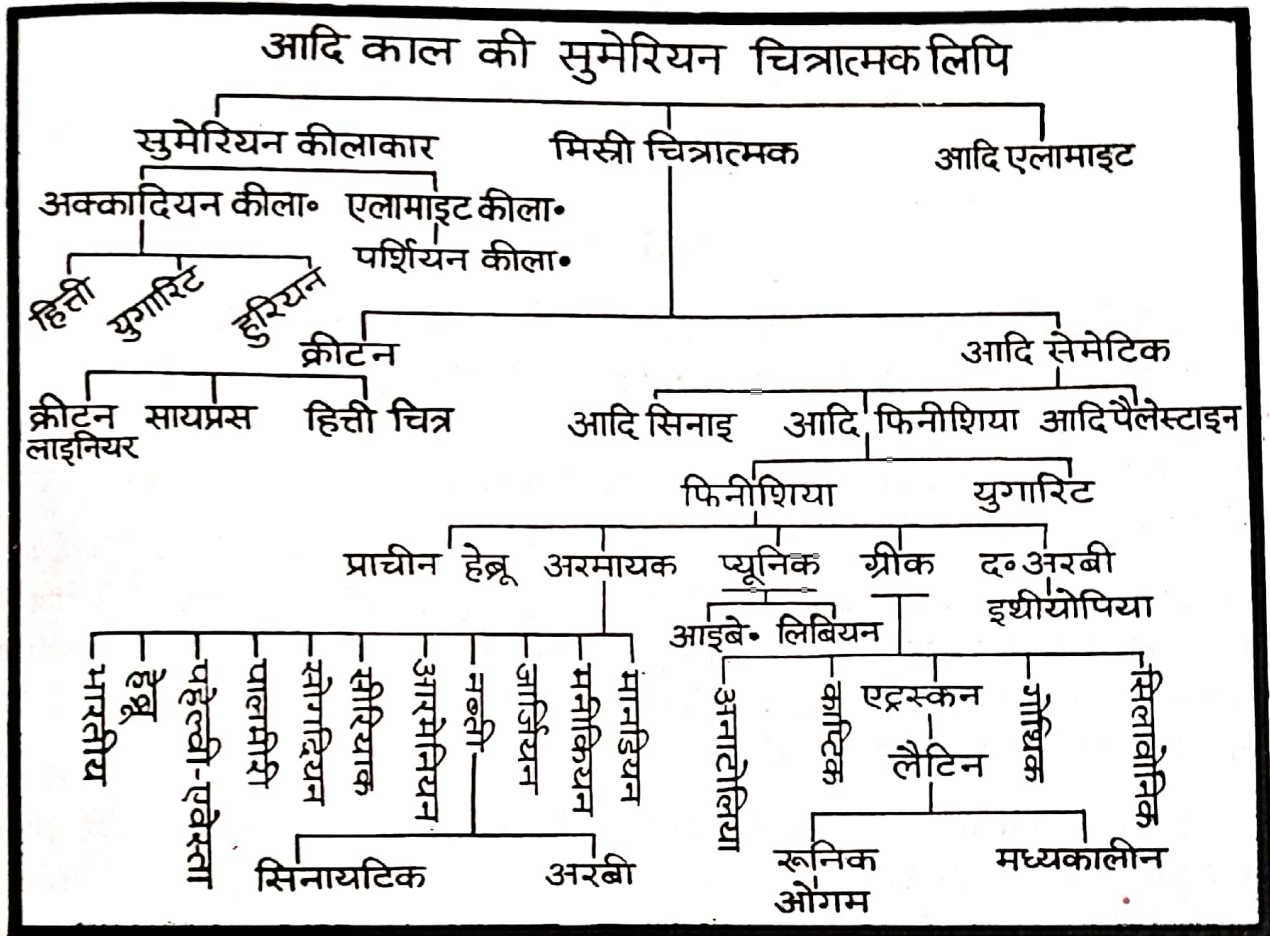 आदि काल की सुमेरियन चित्रात्मक लिपि
सुमेरियन कीलाकार मिस्री चित्रात्मक आदि एलामाइट
अक्कादियन कीला॰ एलामाइट कीला॰
पर्शियन कीला॰
हित्ती युगारिट हुरियन
क्रीटन आदि सेमेटिक
क्रीटन सायप्रस हित्ती चित्र आदि सिनाइ आदि फिनीशिया आदि पैलेस्टाइन
लाइनियर
फिनीशिया युगारिट
प्राचीन हेब्रू अरमायक प्यूनिक ग्रीक द॰ अरबी
इथीयोपिया
आइबे॰ लिबियन
भारतीय हेब्रू पहेल्वी-एवेस्ता पालमीरी सोगदियन सीरियाक आरमेनियन नब्ती जार्जियन मनीकियन मानडियन
अनाटोलिया काप्टिक एट्रस्कन गोथिक सिलावोनिक
लैटिन
सिनायटिक अरबी रूनिक मध्यकालीन
ओगम